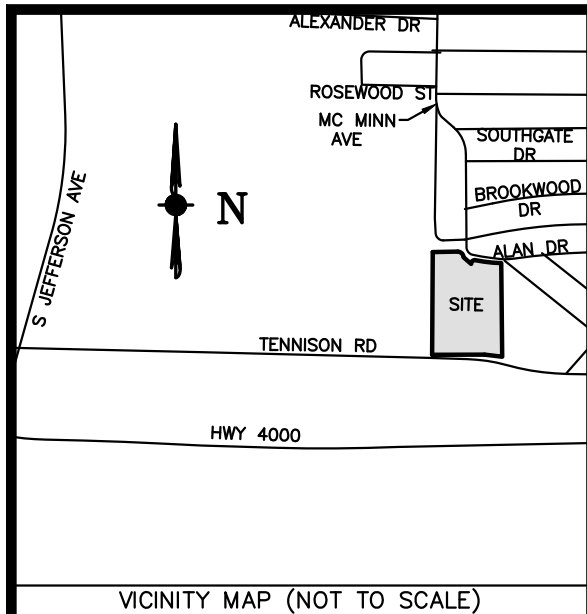 ALEXANDER DR
ROSEWOOD ST
MC MINN
AVE
SOUTHGATE
DR
BROOKWOOD
DR
ALAN DR
S JEFFERSON AVE
N
SITE
TENNISON RD
HWY 4000
VICINITY MAP (NOT TO SCALE)